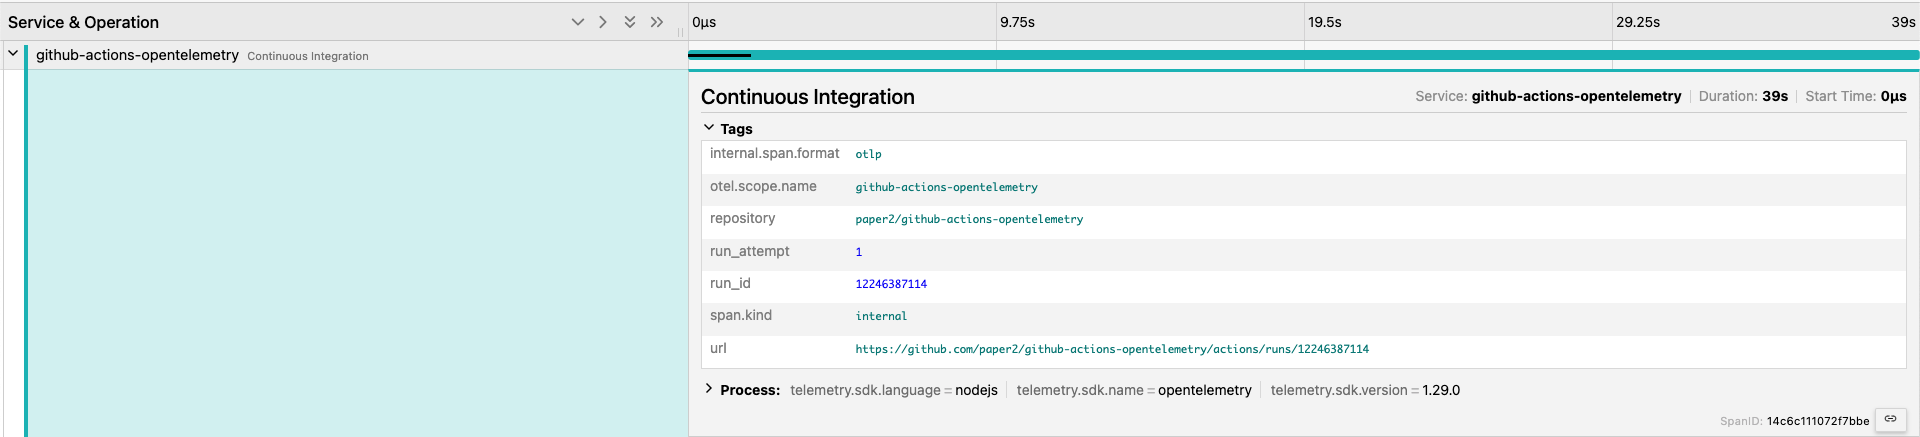 Service & Operation 0μs 9.75s 19.5s 29.25s 39s
github-actions-opentelemetry Continuous Integration
Continuous Integration Service: github-actions-opentelemetry Duration: 39s Start Time: 0μs
Tags
internal.span.format otlp
otel.scope.name github-actions-opentelemetry
repository paper2/github-actions-opentelemetry
run_attempt 1
run_id 12246387114
span.kind internal
url https://github.com/paper2/github-actions-opentelemetry/actions/runs/12246387114
Process: telemetry.sdk.language = nodejs telemetry.sdk.name = opentelemetry telemetry.sdk.version = 1.29.0
SpanID: 14c6c111072f7bbe